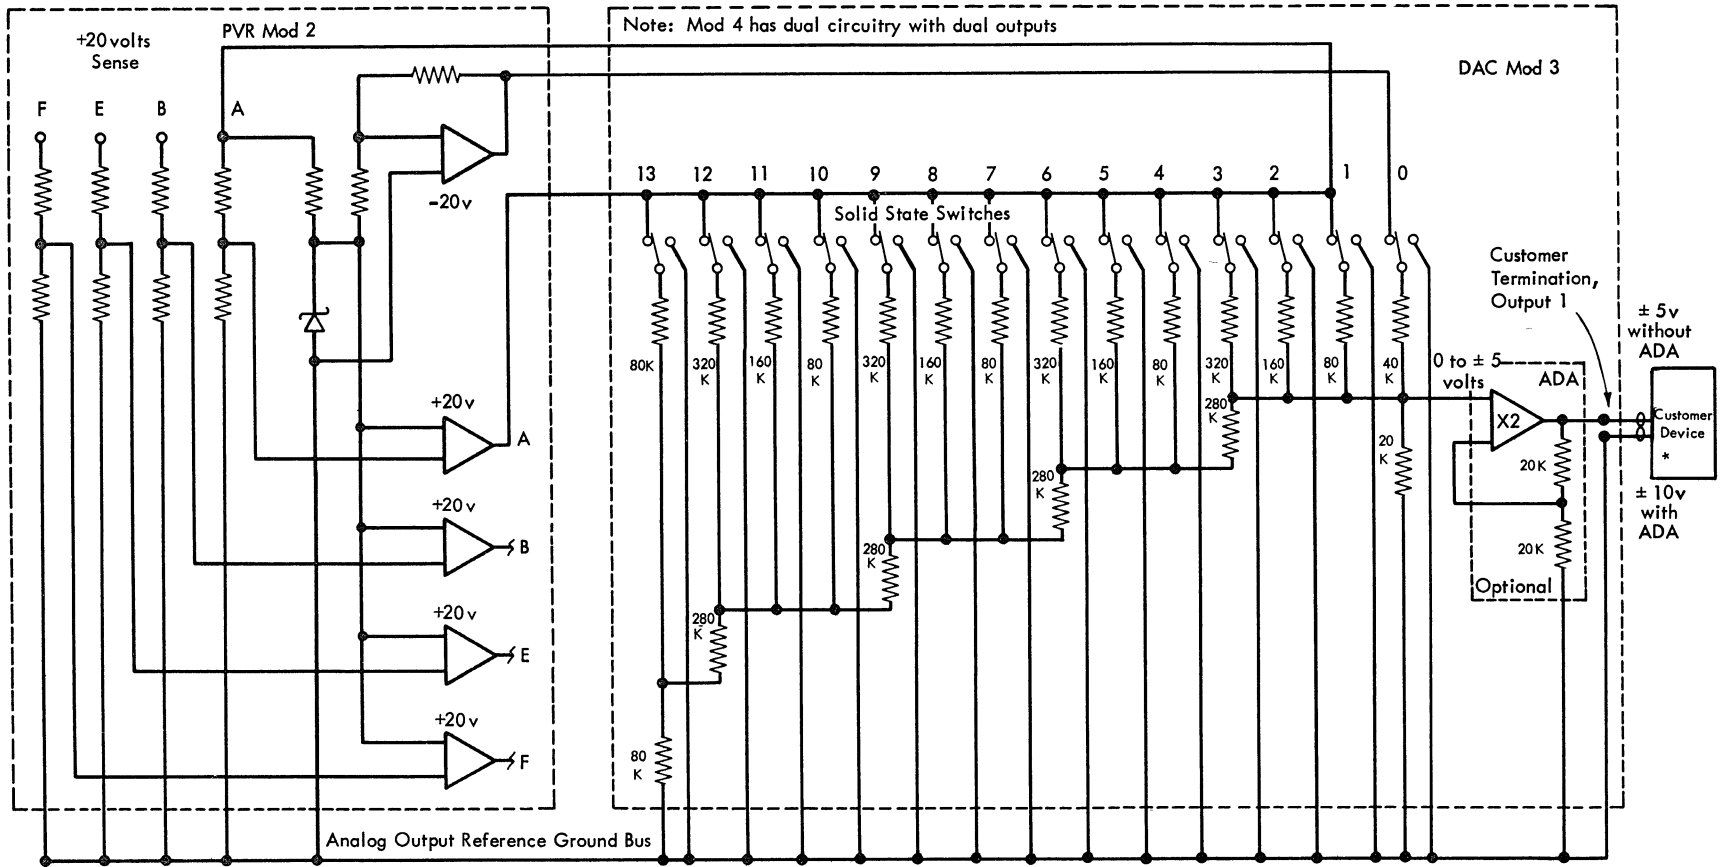 PVR Mod 2
+20 volts
Sense
F
E
B
A
-20v
+20v
A
+20v
B
+20v
E
+20v
F
Note: Mod 4 has dual circuitry with dual outputs
DAC Mod 3
13 12 11 10 9 8 7 6 5 4 3 2 1 0
Solid State Switches
80K
320
K
160
K
80
K
320
K
160
K
80
K
320
K
160
K
80
K
320
K
160
K
80
K
40
K
280
K
280
K
280
K
280
K
80
K
20
K
0 to ± 5
volts
ADA
X2
20K
20K
Optional
Customer
Termination,
Output 1
± 5v
without
ADA
Customer
Device
*
± 10v
with
ADA
Analog Output Reference Ground Bus